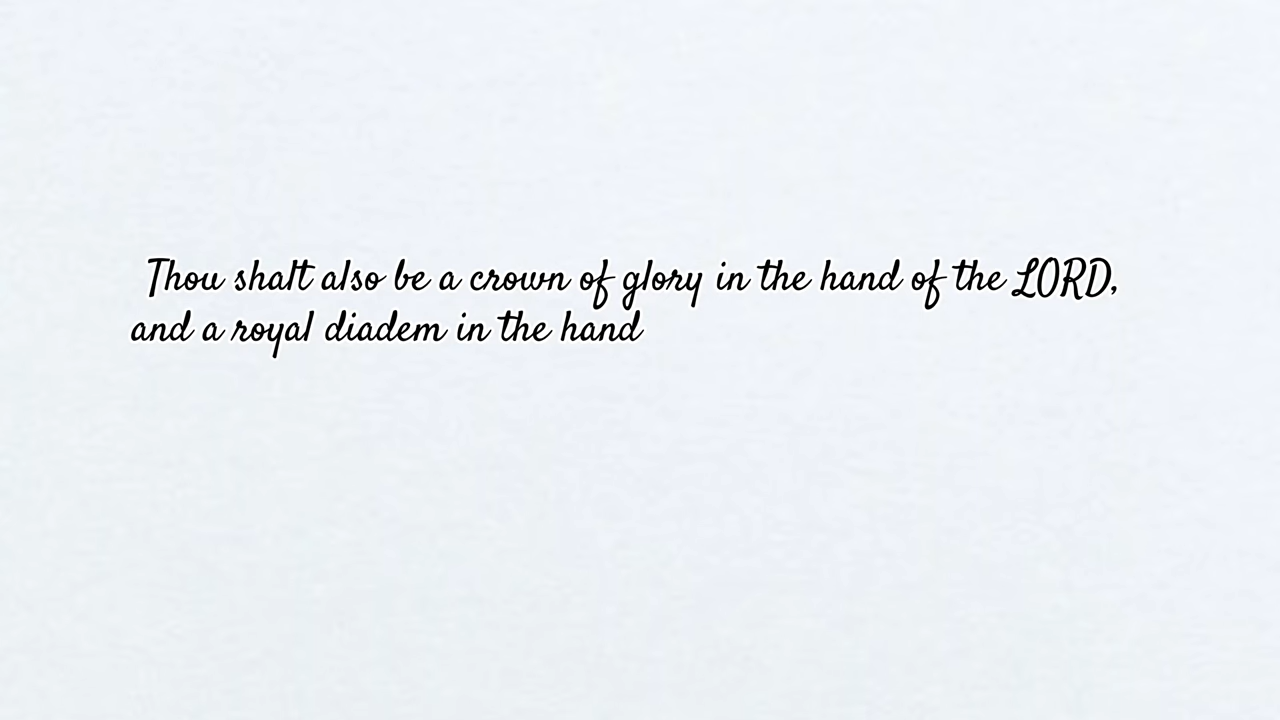 Thou shalt also be a crown of glory in the hand of the LORD,
and a royal diadem in the hand